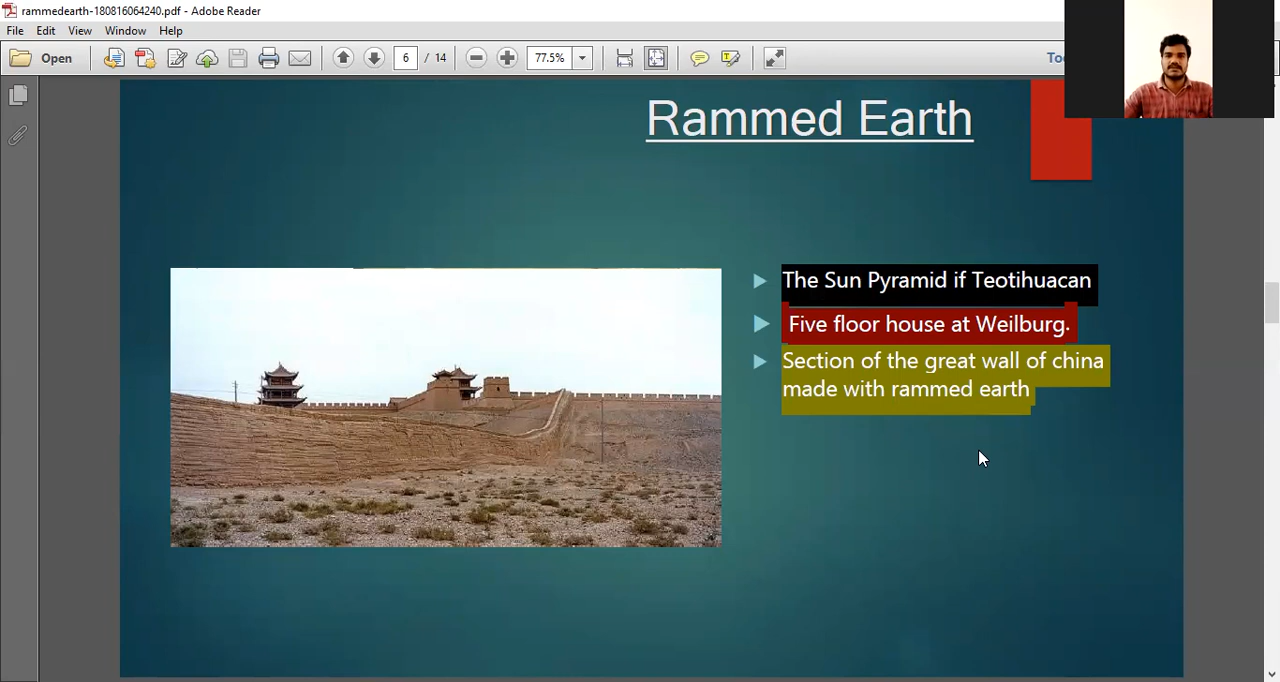 rammedearth-180816064240.pdf - Adobe Reader
File Edit View Window Help
Open 6 / 14 77.5%
Rammed Earth
The Sun Pyramid if Teotihuacan
Five floor house at Weilburg.
Section of the great wall of china
made with rammed earth